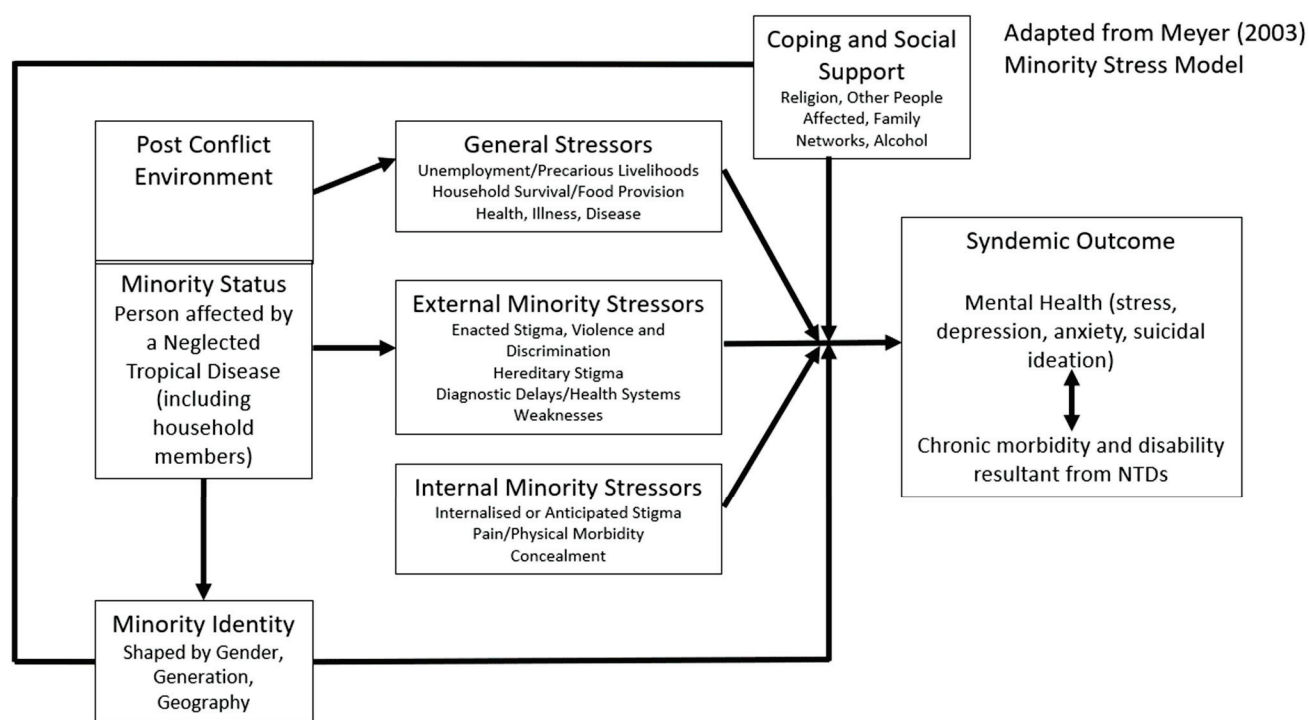 Coping and Social
Support
Religion, Other People
Affected, Family
Networks, Alcohol
Adapted from Meyer (2003)
Minority Stress Model
Post Conflict
Environment
General Stressors
Unemployment/Precarious Livelihoods
Household Survival/Food Provision
Health, Illness, Disease
Minority Status
Person affected by
a Neglected
Tropical Disease
(including
household
members)
External Minority Stressors
Enacted Stigma, Violence and
Discrimination
Hereditary Stigma
Diagnostic Delays/Health Systems
Weaknesses
Internal Minority Stressors
Internalised or Anticipated Stigma
Pain/Physical Morbidity
Concealment
Minority Identity
Shaped by Gender,
Generation,
Geography
Syndemic Outcome
Mental Health (stress,
depression, anxiety, suicidal
ideation)
Chronic morbidity and disability
resultant from NTDs